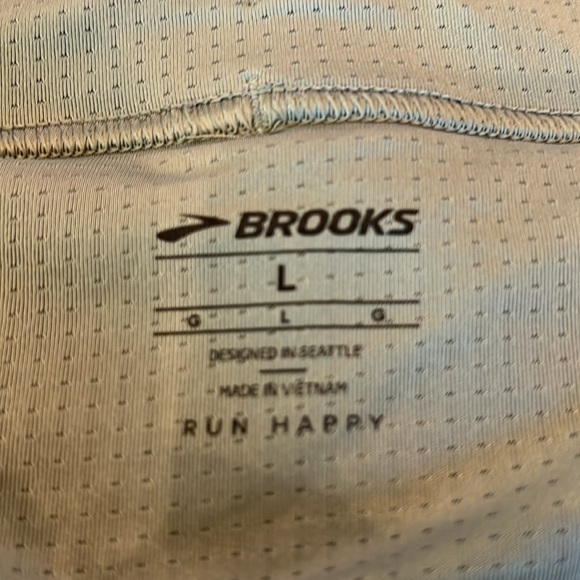 BROOKS
L
G L G
DESIGNED IN SEATTLE
MADE IN VIETNAM
RUN HAPPY